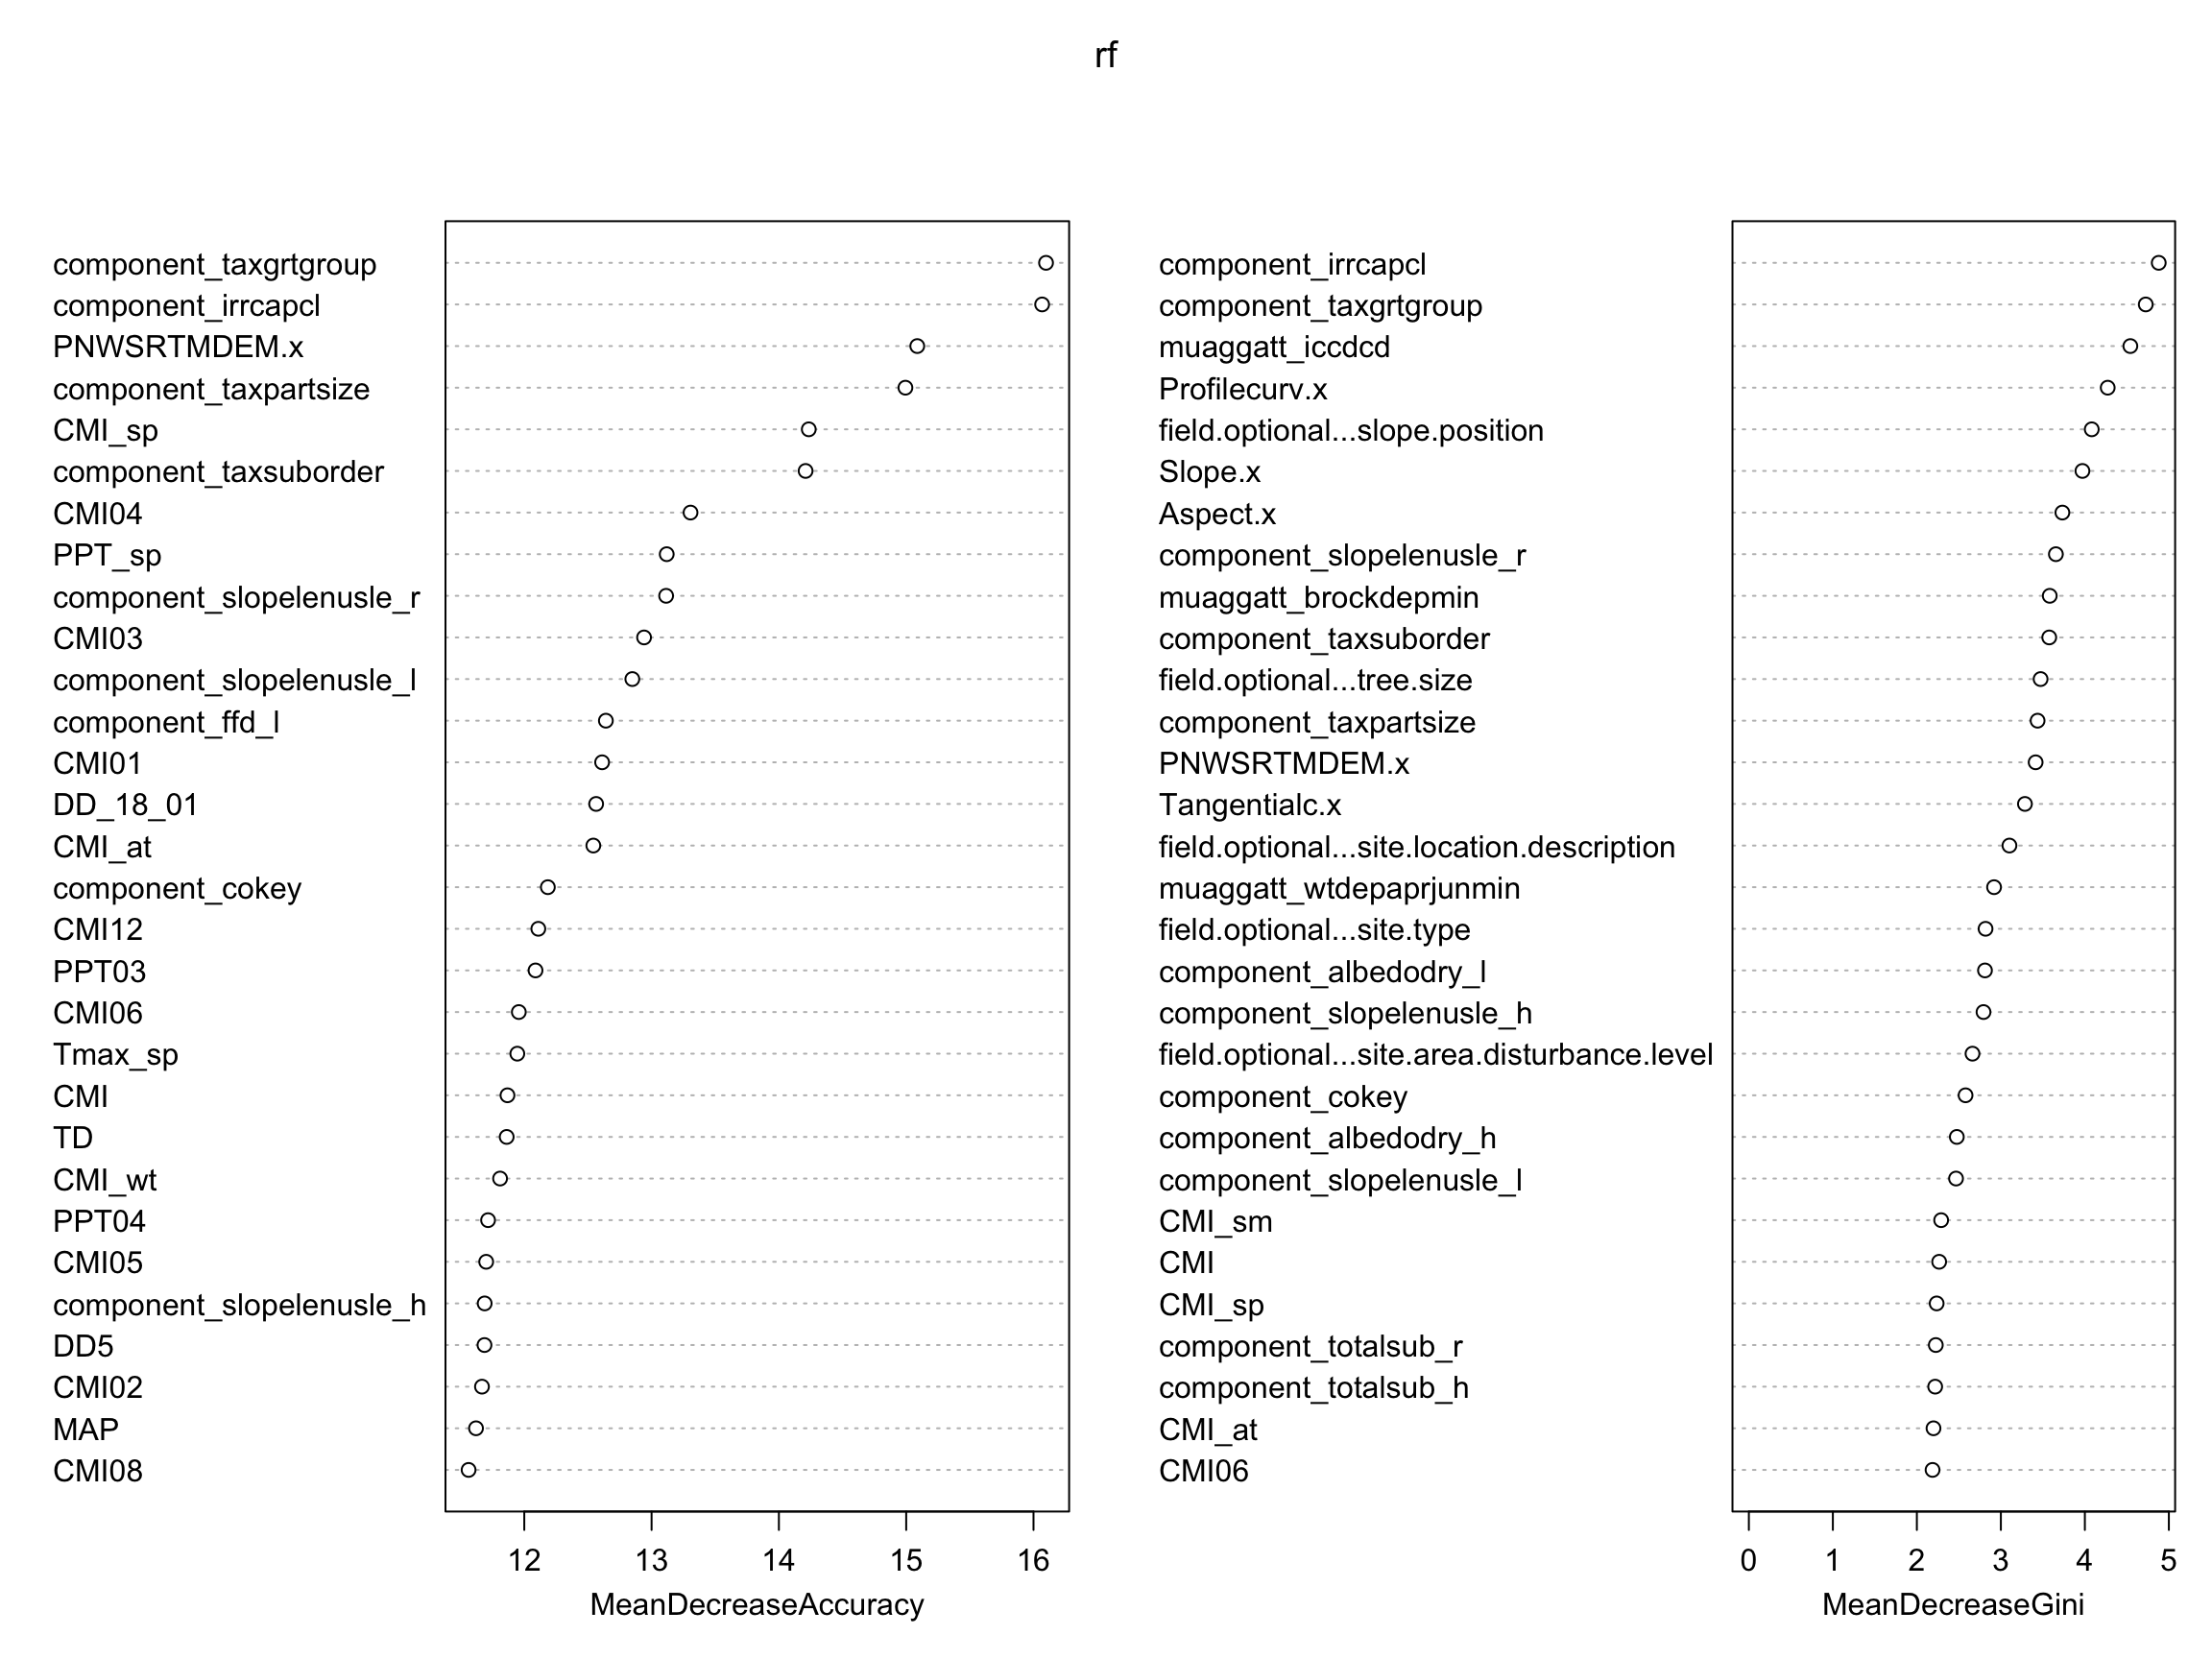 rf
component_taxgrtgroup
component_irrcapcl
PNWSRTMDEM.x
component_taxpartsize
CMI_sp
component_taxsuborder
CMI04
PPT_sp
component_slopelenusle_r
CMI03
component_slopelenusle_l
component_ffd_l
CMI01
DD_18_01
CMI_at
component_cokey
CMI12
PPT03
CMI06
Tmax_sp
CMI
TD
CMI_wt
PPT04
CMI05
component_slopelenusle_h
DD5
CMI02
MAP
CMI08
12 13 14 15 16
MeanDecreaseAccuracy
component_irrcapcl
component_taxgrtgroup
muaggatt_iccdcd
Profilecurv.x
field.optional...slope.position
Slope.x
Aspect.x
component_slopelenusle_r
muaggatt_brockdepmin
component_taxsuborder
field.optional...tree.size
component_taxpartsize
PNWSRTMDEM.x
Tangentialc.x
field.optional...site.location.description
muaggatt_wtdepaprjunmin
field.optional...site.type
component_albedodry_l
component_slopelenusle_h
field.optional...site.area.disturbance.level
component_cokey
component_albedodry_h
component_slopelenusle_l
CMI_sm
CMI
CMI_sp
component_totalsub_r
component_totalsub_h
CMI_at
CMI06
0 1 2 3 4 5
MeanDecreaseGini